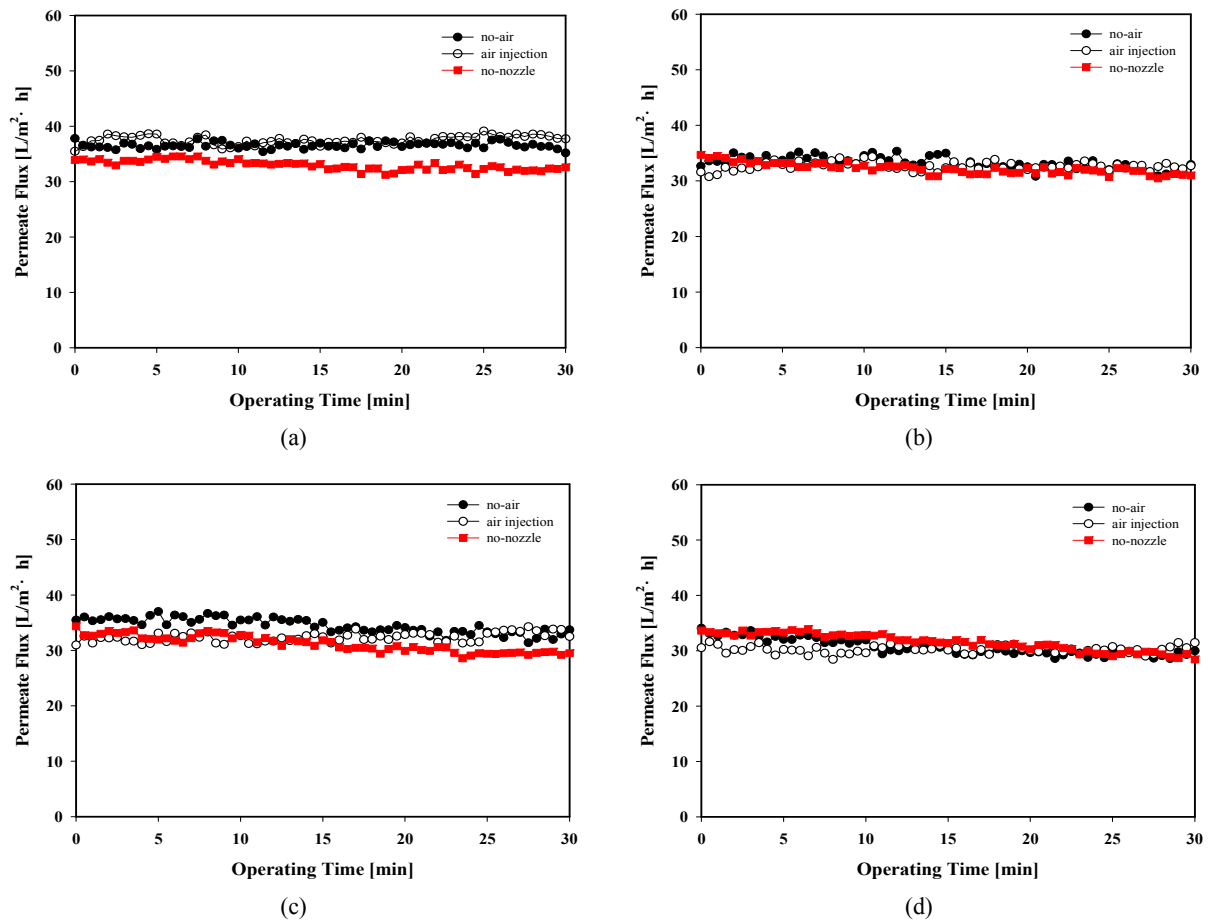 60
50
40
30
20
10
0
Permeate Flux [L/m²· h]
no-air
air injection
no-nozzle
0 5 10 15 20 25 30
Operating Time [min]
(a)
60
50
40
30
20
10
0
Permeate Flux [L/m²· h]
no-air
air injection
no-nozzle
0 5 10 15 20 25 30
Operating Time [min]
(b)
60
50
40
30
20
10
0
Permeate Flux [L/m²· h]
no-air
air injection
no-nozzle
0 5 10 15 20 25 30
Operating Time [min]
(c)
60
50
40
30
20
10
0
Permeate Flux [L/m²· h]
no-air
air injection
no-nozzle
0 5 10 15 20 25 30
Operating Time [min]
(d)